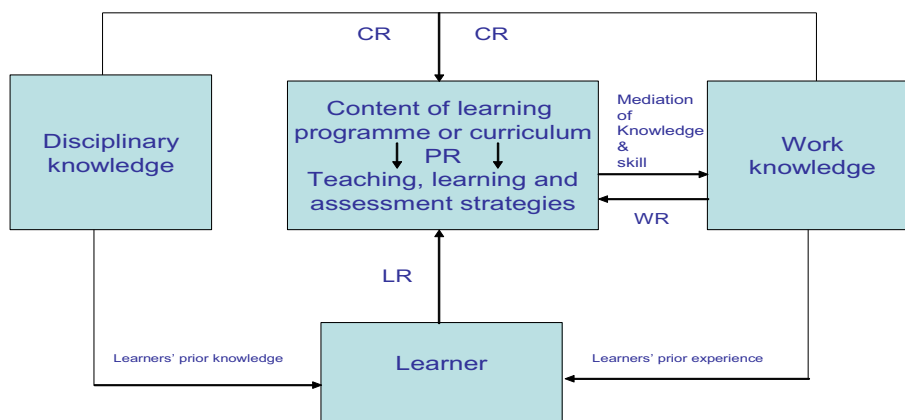 CR
CR
Disciplinary
knowledge
Content of learning
programme or curriculum
PR
Teaching, learning and
assessment strategies
Mediation
of
Knowledge
&
skill
WR
Work
knowledge
LR
Learners' prior knowledge
Learner
Learners' prior experience